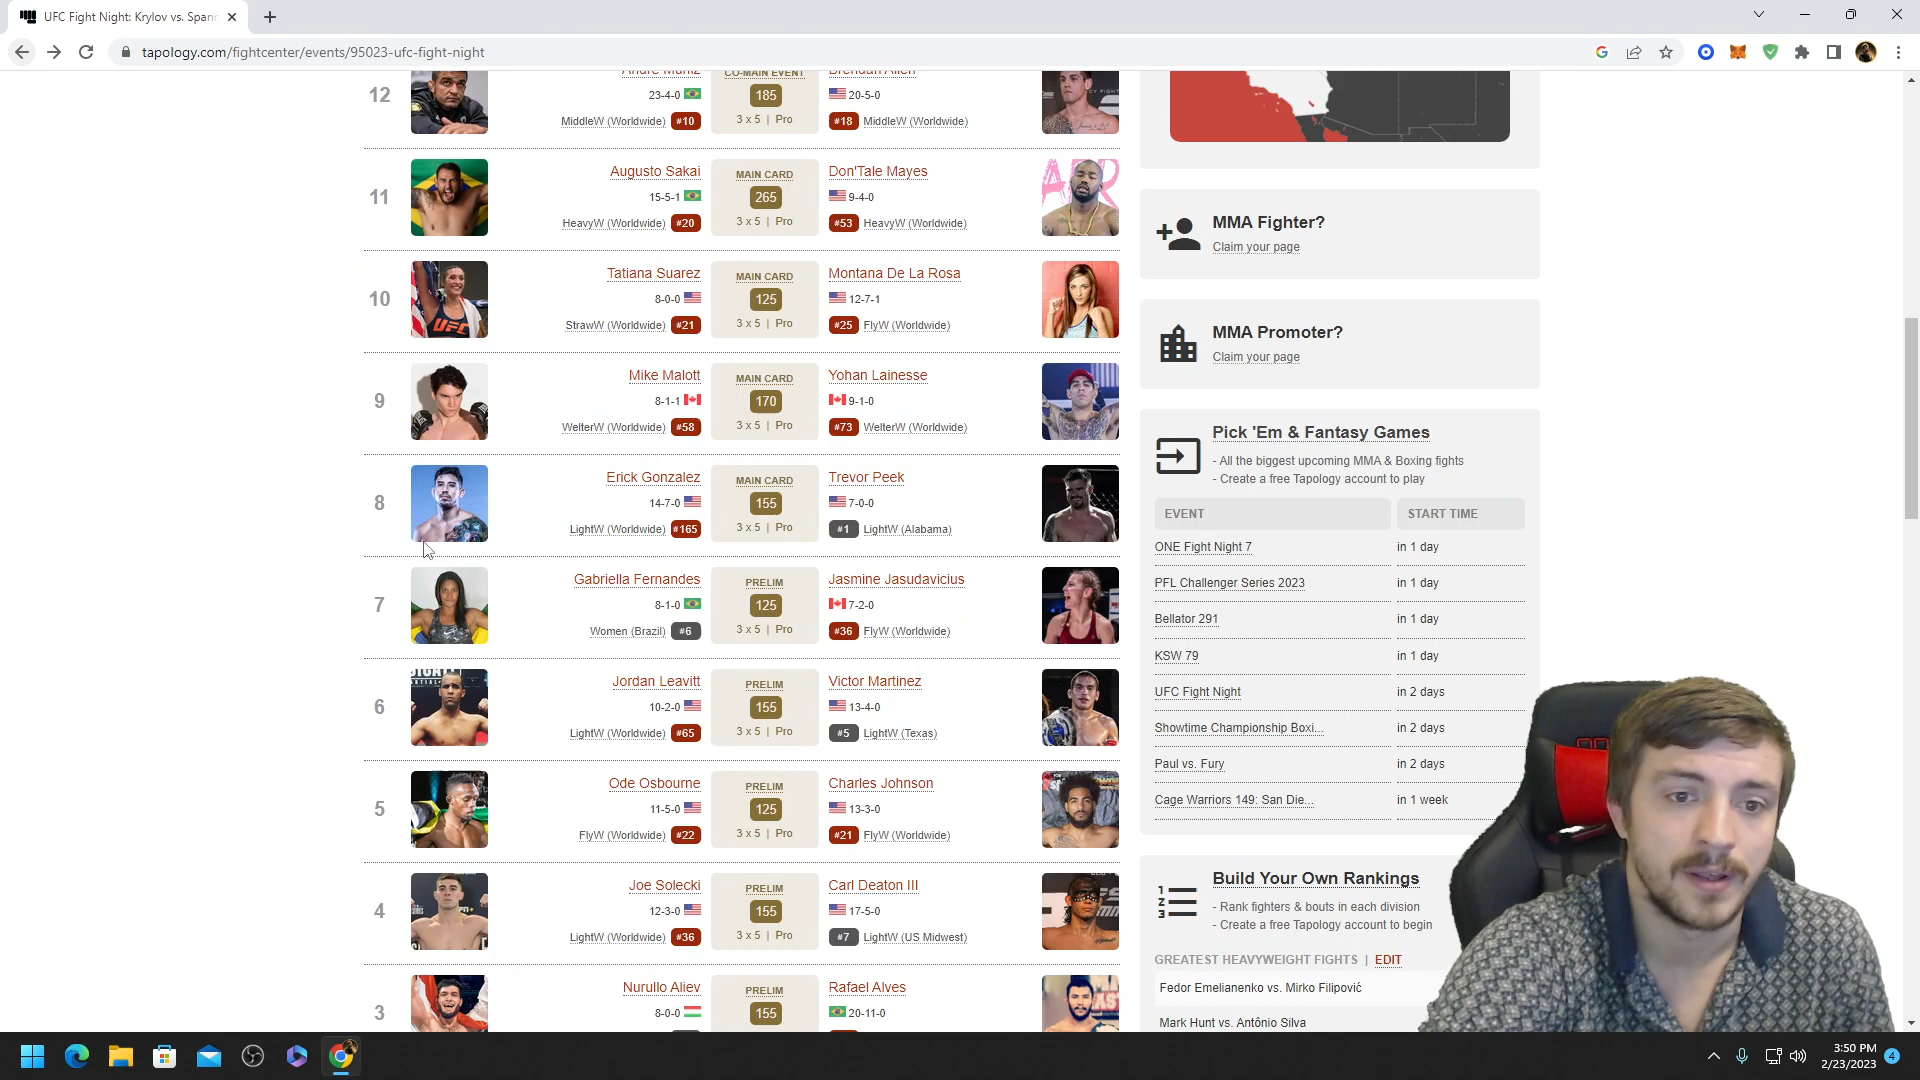 UFC Fight Night: Krylov vs. Span
tapology.com/fightcenter/events/95023-ufc-fight-night
12
Andre Muniz
CO-MAIN EVENT
Brendan Allen
23-4-0
185
20-5-0
MiddleW (Worldwide) #10
3 x 5 | Pro
#18 MiddleW (Worldwide)
11
Augusto Sakai
MAIN CARD
Don'Tale Mayes
15-5-1
265
9-4-0
HeavyW (Worldwide) #20
3 x 5 | Pro
#53 HeavyW (Worldwide)
10
Tatiana Suarez
MAIN CARD
Montana De La Rosa
8-0-0
125
12-7-1
StrawW (Worldwide) #21
3 x 5 | Pro
#25 FlyW (Worldwide)
9
Mike Malott
MAIN CARD
Yohan Lainesse
8-1-1
170
9-1-0
WelterW (Worldwide) #58
3 x 5 | Pro
#73 WelterW (Worldwide)
8
Erick Gonzalez
MAIN CARD
Trevor Peek
14-7-0
155
7-0-0
LightW (Worldwide) #165
3 x 5 | Pro
#1 LightW (Alabama)
7
Gabriella Fernandes
PRELIM
Jasmine Jasudavicius
8-1-0
125
7-2-0
Women (Brazil) #6
3 x 5 | Pro
#36 FlyW (Worldwide)
6
Jordan Leavitt
PRELIM
Victor Martinez
10-2-0
155
13-4-0
LightW (Worldwide) #65
3 x 5 | Pro
#5 LightW (Texas)
5
Ode Osbourne
PRELIM
Charles Johnson
11-5-0
125
13-3-0
FlyW (Worldwide) #22
3 x 5 | Pro
#21 FlyW (Worldwide)
4
Joe Solecki
PRELIM
Carl Deaton III
12-3-0
155
17-5-0
LightW (Worldwide) #36
3 x 5 | Pro
#7 LightW (US Midwest)
3
Nurullo Aliev
PRELIM
Rafael Alves
8-0-0
155
20-11-0
UFC
MMA Fighter?
Claim your page
MMA Promoter?
Claim your page
Pick 'Em & Fantasy Games
- All the biggest upcoming MMA & Boxing fights
- Create a free Tapology account to play
EVENT START TIME
ONE Fight Night 7 in 1 day
PFL Challenger Series 2023 in 1 day
Bellator 291 in 1 day
KSW 79 in 1 day
UFC Fight Night in 2 days
Showtime Championship Boxi... in 2 days
Paul vs. Fury in 2 days
Cage Warriors 149: San Die... in 1 week
Build Your Own Rankings
1
2
3
- Rank fighters & bouts in each division
- Create a free Tapology account to begin
GREATEST HEAVYWEIGHT FIGHTS | EDIT
Fedor Emelianenko vs. Mirko Filipović
Mark Hunt vs. Antônio Silva
3:50 PM
2/23/2023
4